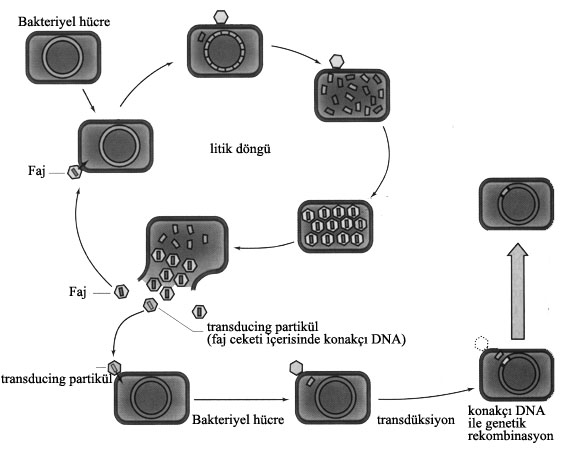 Bakteriyel hücre
litik döngü
Faj
Faj
transducing partikül
(faj ceketi içerisinde konakçı DNA)
transducing partikül
Bakteriyel hücre
transdüksiyon
konakçı DNA
ile genetik
rekombinasyon